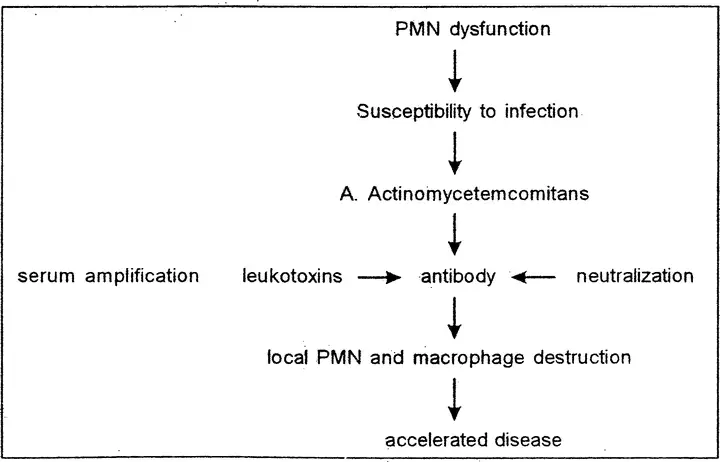 PMN dysfunction
Susceptibility to infection
A. Actinomycetemcomitans
serum amplification leukotoxins antibody neutralization
local PMN and macrophage destruction
accelerated disease